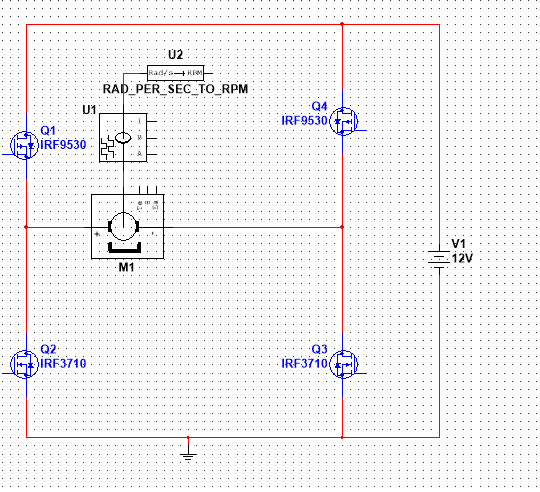 U2
Rad/s RPM
RAD_PER_SEC_TO_RPM
U1
I
B
A
Q4
IRF9530
Q1
IRF9530
+
-
M1
V1
12V
Q2
IRF3710
Q3
IRF3710